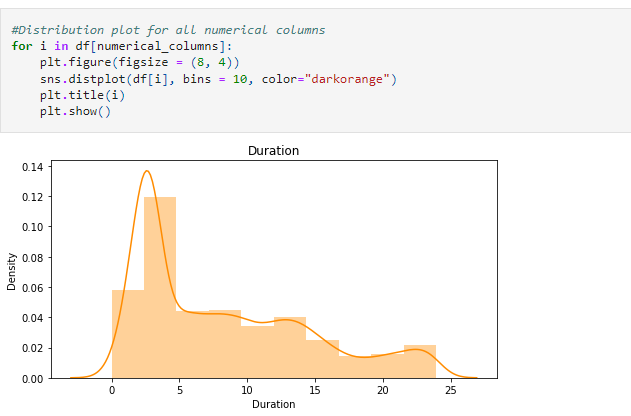 #Distribution plot for all numerical columns
for i in df[numerical_columns]:
    plt.figure(figsize = (8, 4))
    sns.distplot(df[i], bins = 10, color="darkorange")
    plt.title(i)
    plt.show()
Duration
0.14
0.12
0.10
0.08
0.06
0.04
0.02
0.00
Density
0 5 10 15 20 25
Duration